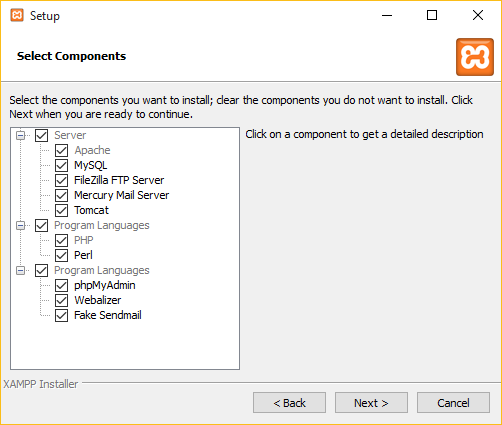 Setup
Select Components
Select the components you want to install; clear the components you do not want to install. Click
Next when you are ready to continue.
Server
Click on a component to get a detailed description
Apache
MySQL
FileZilla FTP Server
Mercury Mail Server
Tomcat
Program Languages
PHP
Perl
Program Languages
phpMyAdmin
Webalizer
Fake Sendmail
XAMPP Installer
< Back
Next >
Cancel